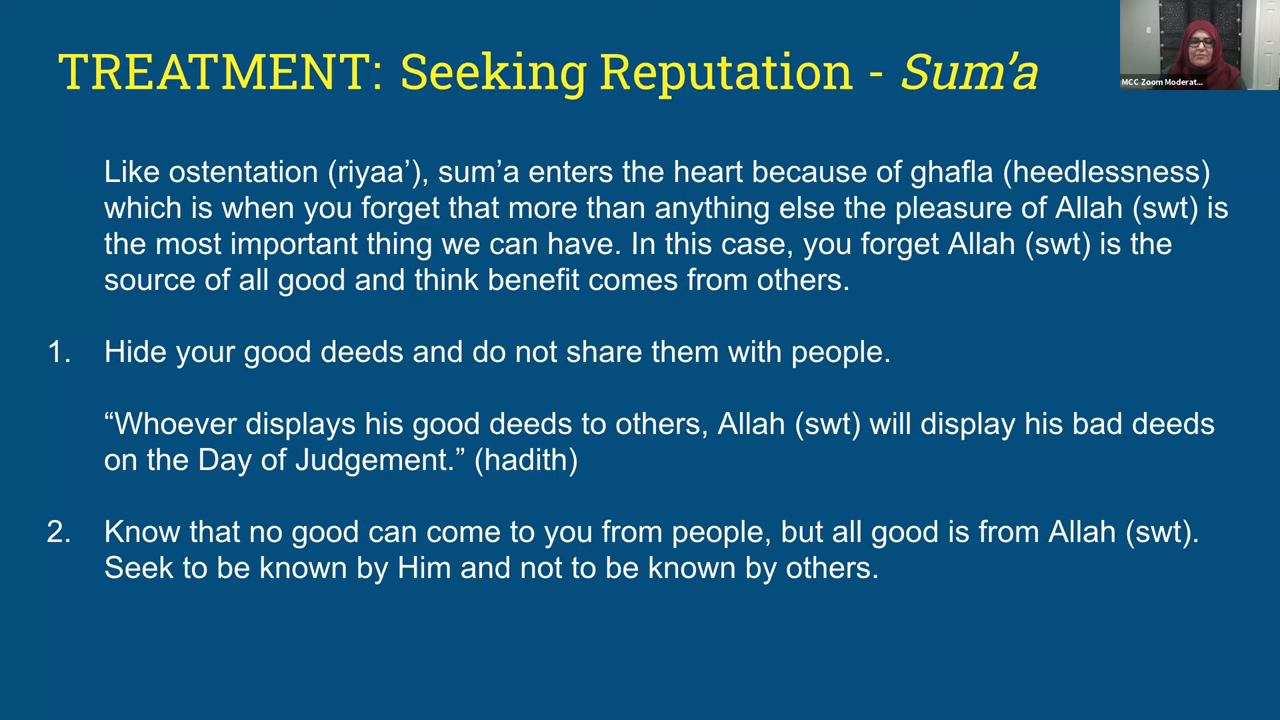 TREATMENT: Seeking Reputation - Sum’a
MCC Zoom Moderat...
Like ostentation (riyaa’), sum’a enters the heart because of ghafla (heedlessness)
which is when you forget that more than anything else the pleasure of Allah (swt) is
the most important thing we can have. In this case, you forget Allah (swt) is the
source of all good and think benefit comes from others.
1. Hide your good deeds and do not share them with people.
“Whoever displays his good deeds to others, Allah (swt) will display his bad deeds
on the Day of Judgement.” (hadith)
2. Know that no good can come to you from people, but all good is from Allah (swt).
Seek to be known by Him and not to be known by others.